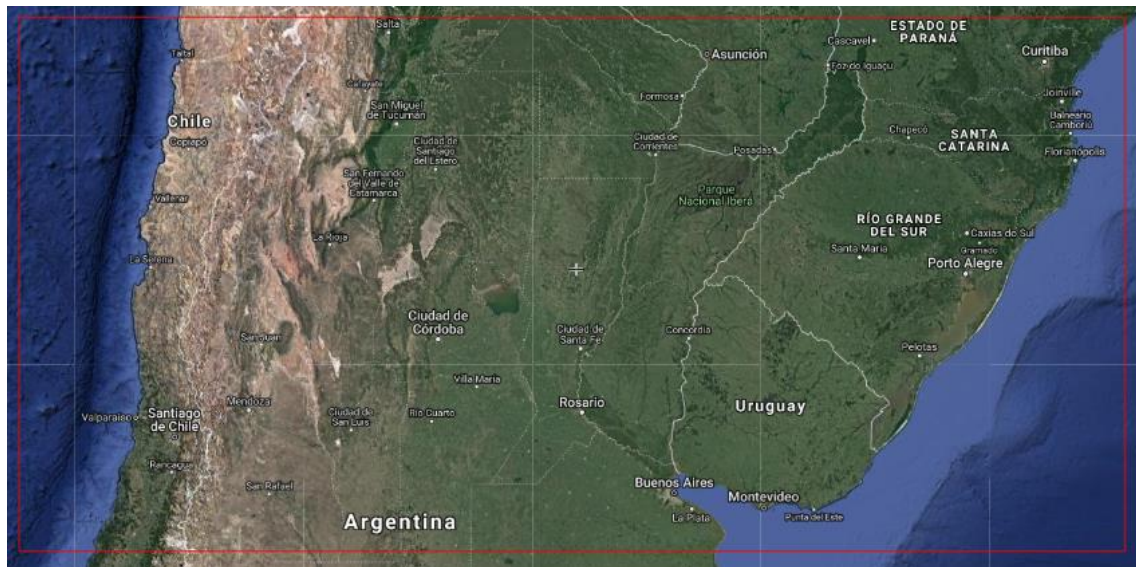 Salta
ESTADO DE
PARANÁ
Cascavel
Taltal
Asunción
Curitiba
Foz do Iguaçu
Cafayate
Formosa
Joinville
San Miguel
de Tucumán
Chile
Balneario
Camboriú
Copiapó
Ciudad de
Santiago
del Estero
Ciudad de
Corrientes
Posadas
Chapecó
SANTA
CATARINA
Florianópolis
San Fernando
del Valle de
Catamarca
Parque
Nacional Iberá
Vallenar
RÍO GRANDE
DEL SUR
La Rioja
Caxias do Sul
Santa Maria
Gramado
La Serena
Porto Alegre
Ciudad de
Córdoba
San Juan
Ciudad de
Santa Fe
Concordia
Pelotas
Villa María
Mendoza
Valparaíso
Santiago
de Chile
Ciudad de
San Luis
Río Cuarto
Rosario
Uruguay
Rancagua
San Rafael
Buenos Aires
Montevideo
La Plata
Punta del Este
Argentina